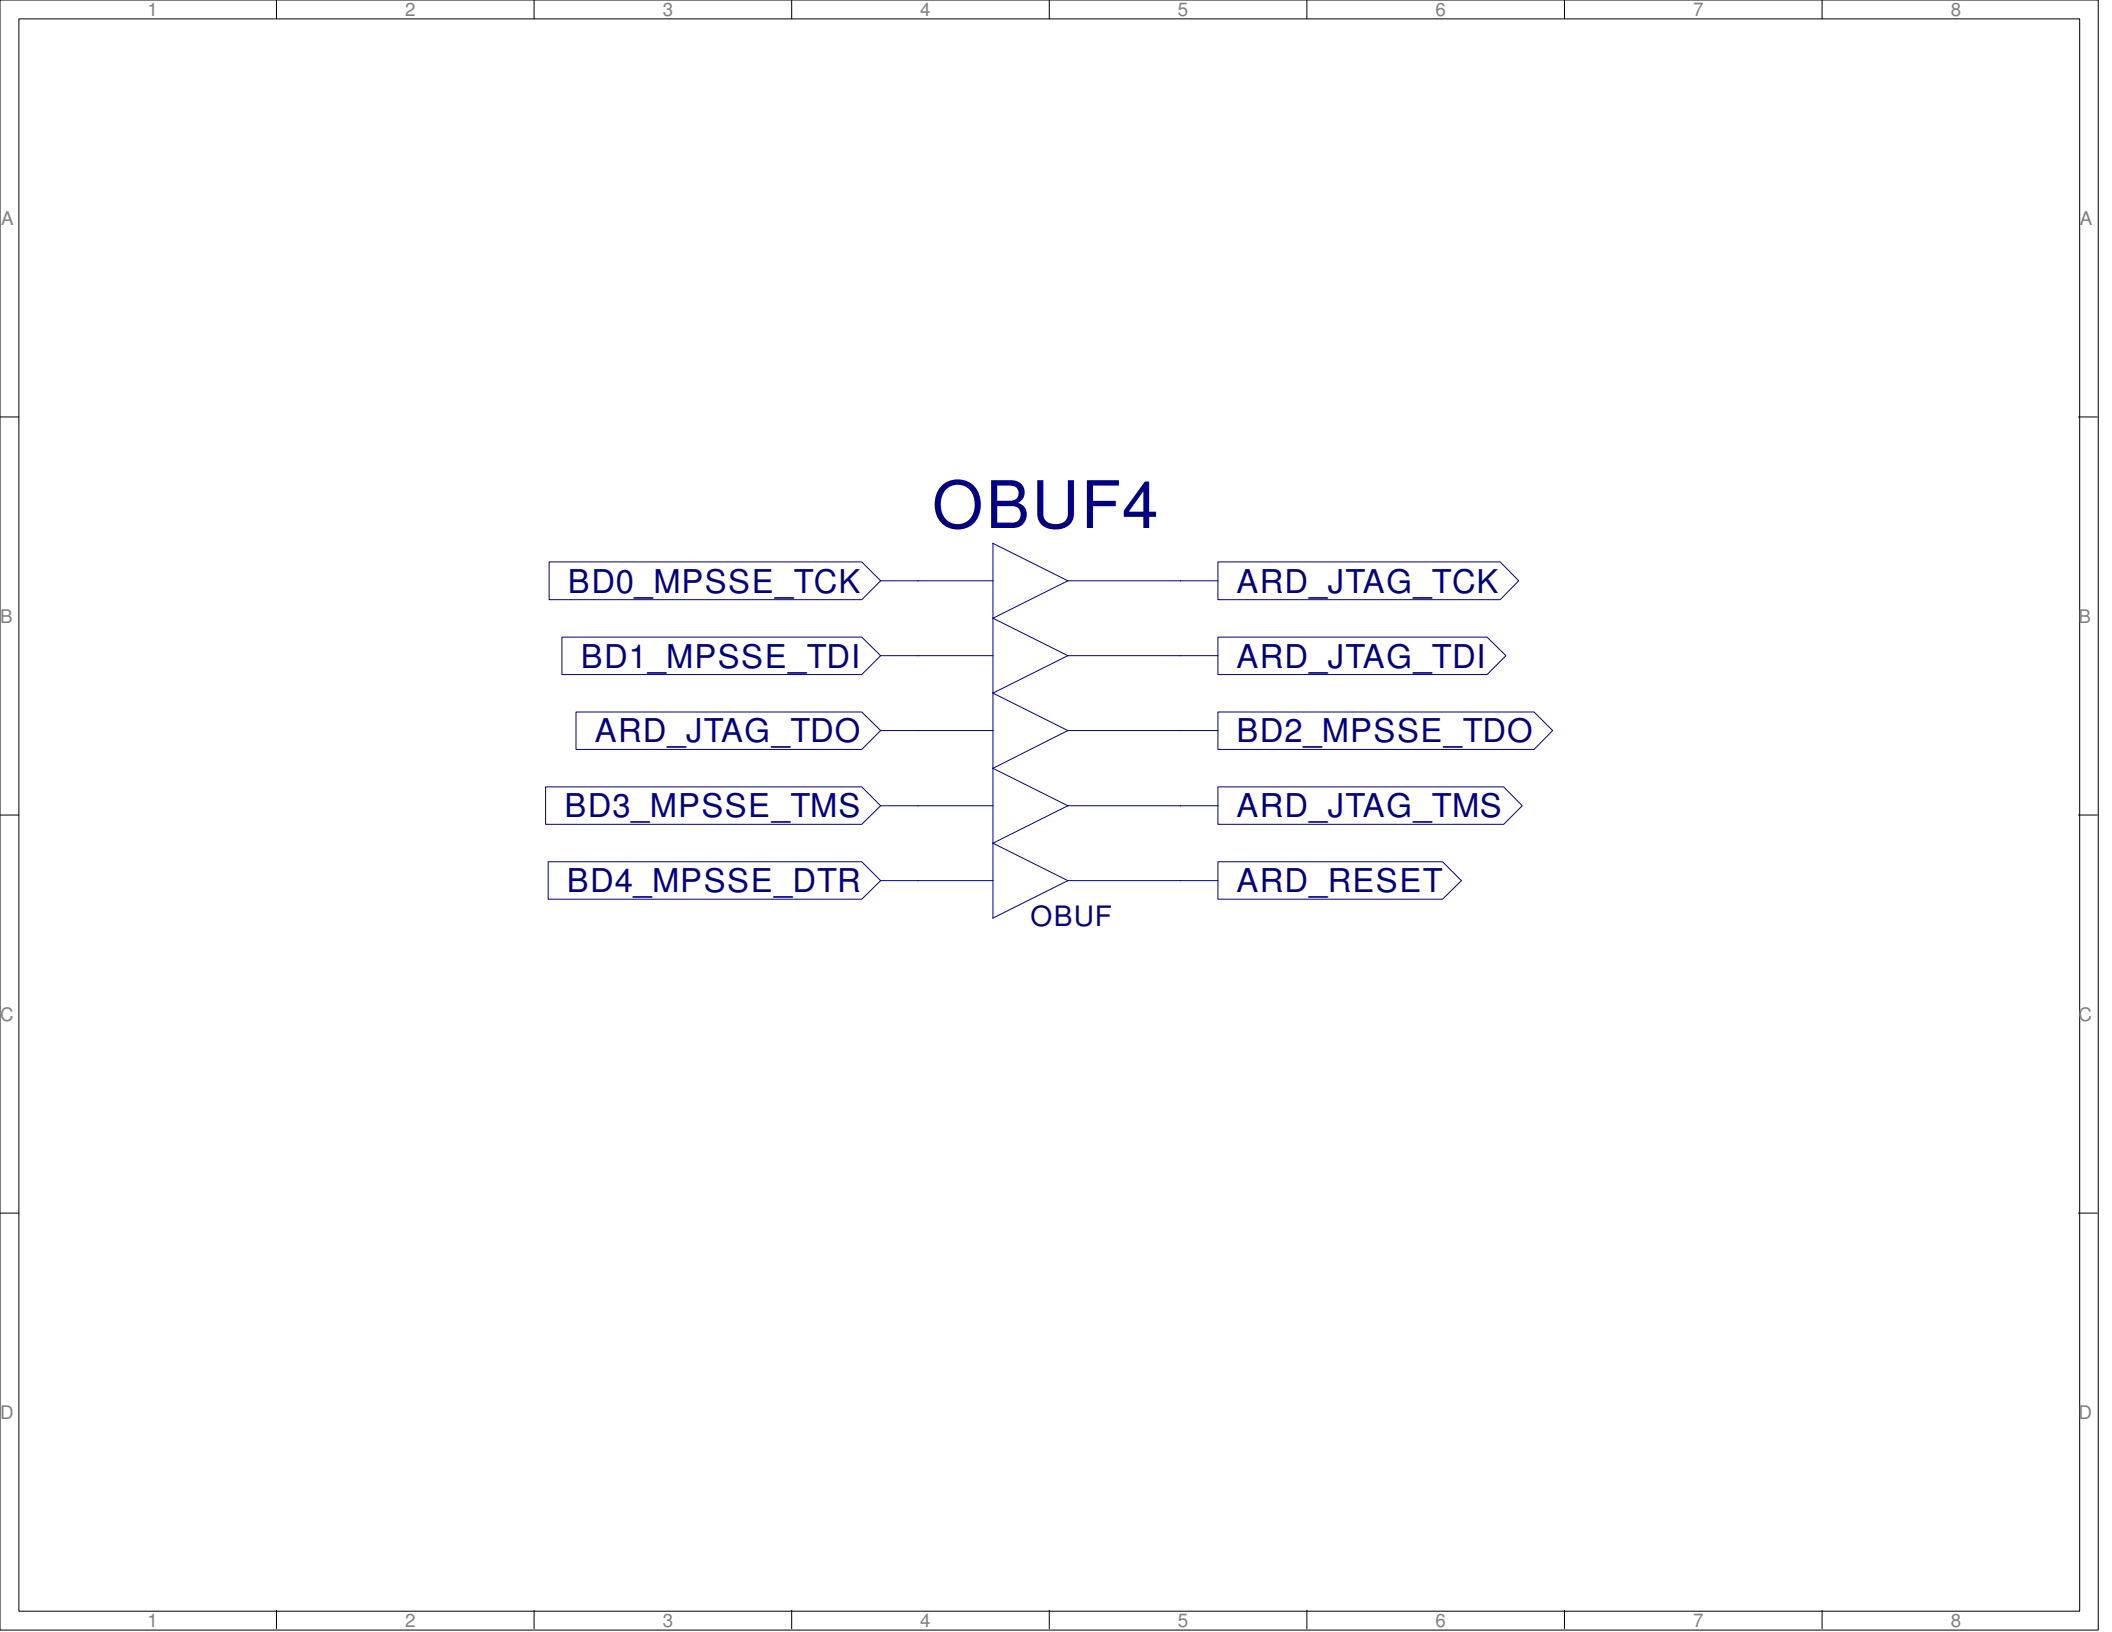 1 2 3 4 5 6 7 8
A A
OBUF4
BD0_MPSSE_TCK ARD_JTAG_TCK
B B
BD1_MPSSE_TDI ARD_JTAG_TDI
ARD_JTAG_TDO BD2_MPSSE_TDO
BD3_MPSSE_TMS ARD_JTAG_TMS
BD4_MPSSE_DTR ARD_RESET
OBUF
C C
D D
1 2 3 4 5 6 7 8